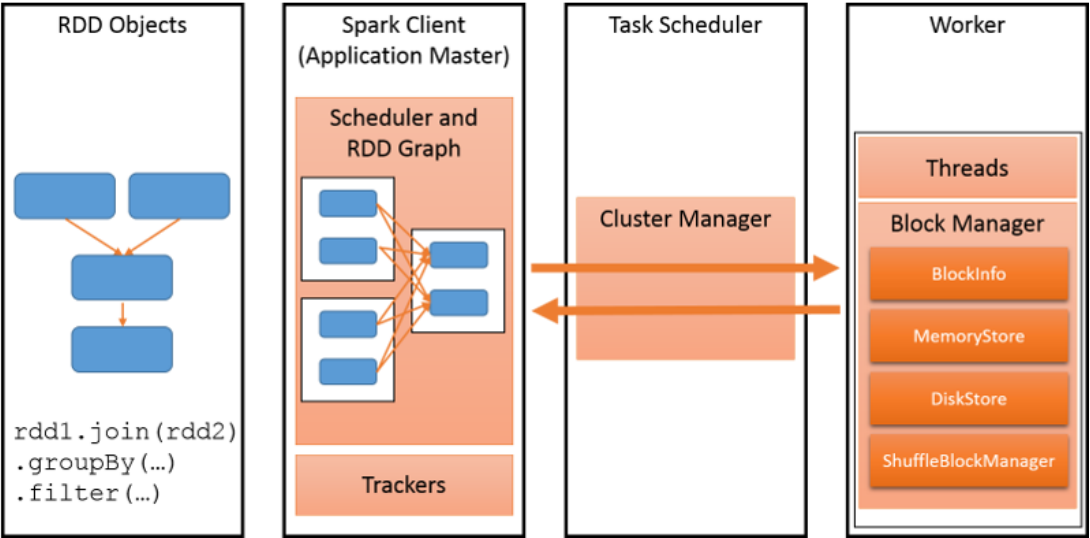 RDD Objects
rdd1.join(rdd2)
.groupBy(…)
.filter(…)
Spark Client
(Application Master)
Scheduler and
RDD Graph
Trackers
Task Scheduler
Cluster Manager
Worker
Threads
Block Manager
BlockInfo
MemoryStore
DiskStore
ShuffleBlockManager